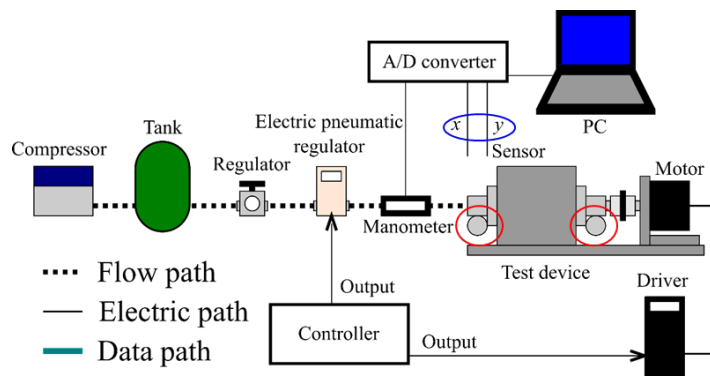 A/D converter
PC
x y
Sensor
Compressor
Tank
Regulator
Electric pneumatic
regulator
Manometer
Motor
Test device
Flow path
Electric path
Data path
Output
Controller
Output
Driver